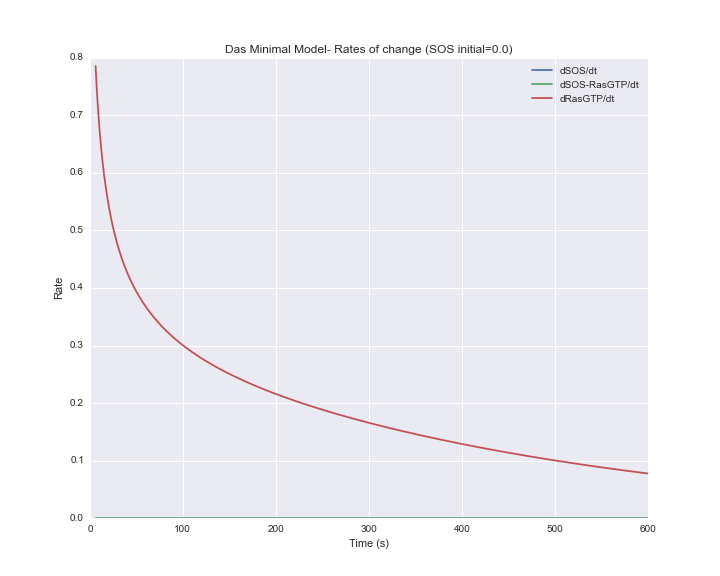 Das Minimal Model- Rates of change (SOS initial=0.0)
dSOS/dt
dSOS-RasGTP/dt
dRasGTP/dt
Rate
0.8
0.7
0.6
0.5
0.4
0.3
0.2
0.1
0.0
0 100 200 300 400 500 600
Time (s)